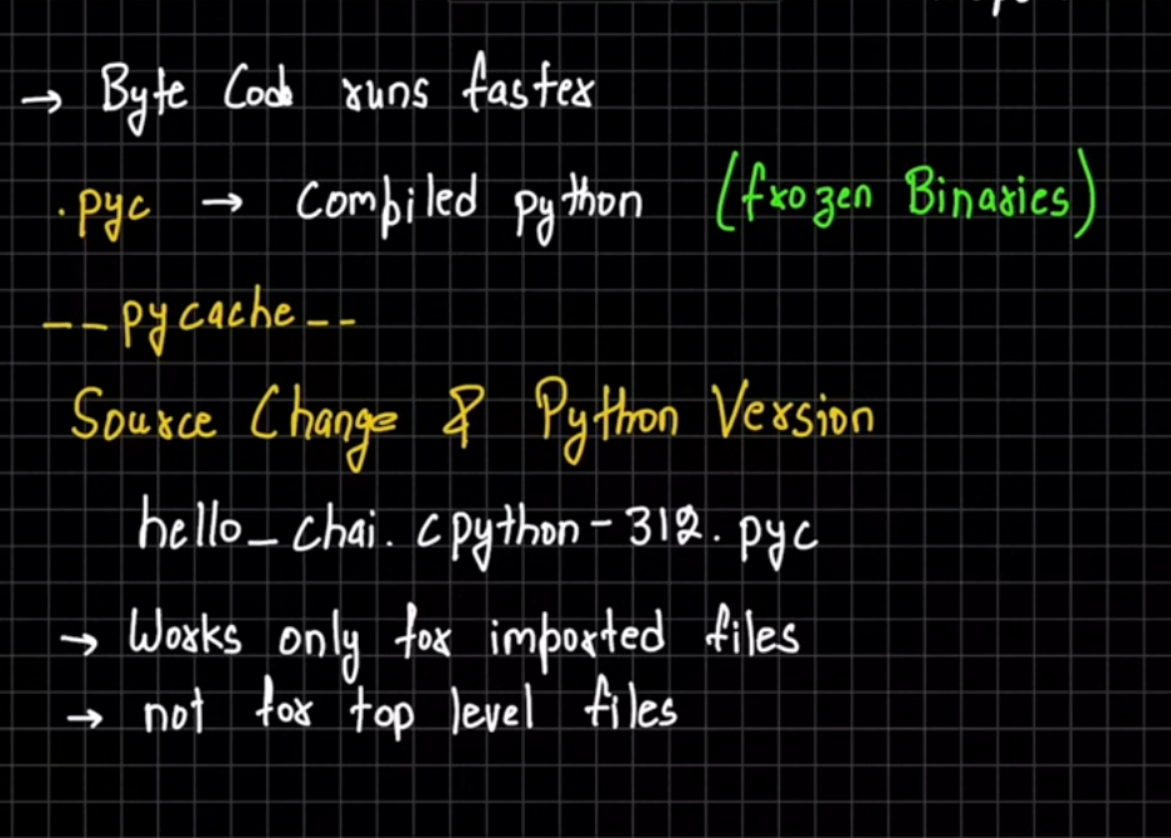 → Byte Code runs faster
.pyc → Compiled python (frozen Binaries)
--pycache--
Source Change & Python Version
hello_chai.cpython-312.pyc
→ Works only for imported files
→ not for top level files